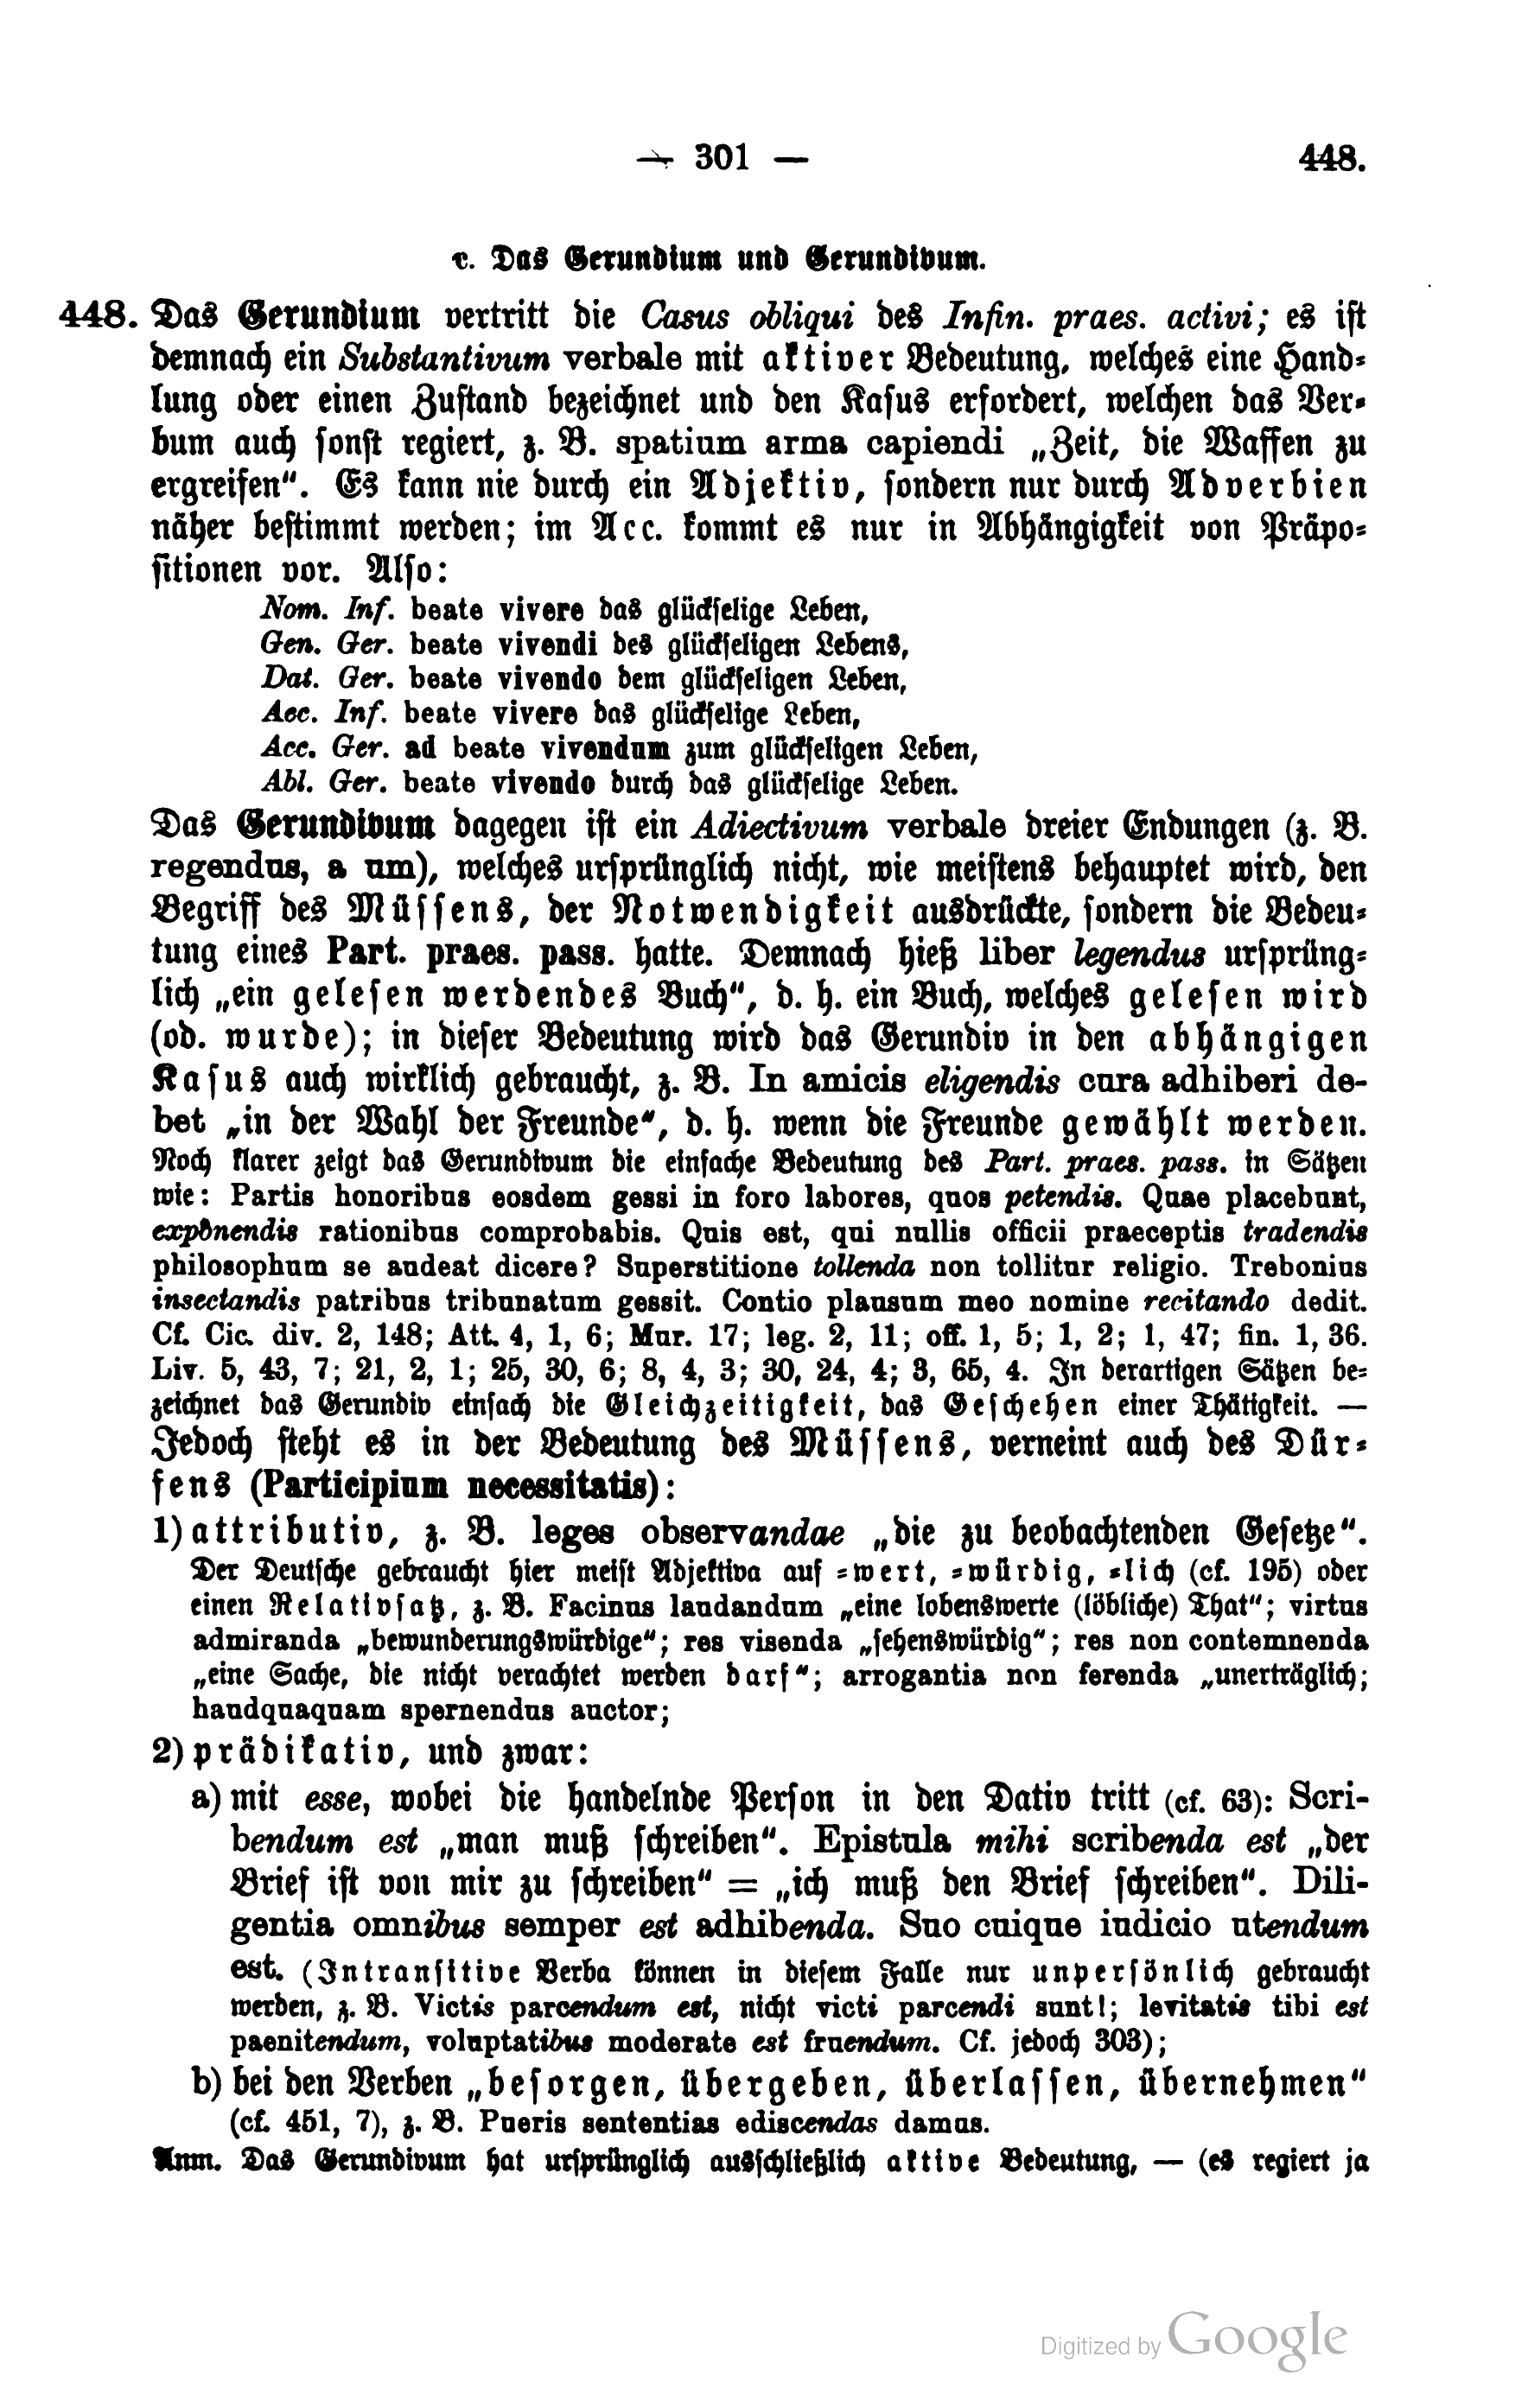 — 301 — 448.
c. Das Gerundium und Gerundivum.
448. Das Gerundium vertritt die Casus obliqui des Infin. praes. activi; es ist
demnach ein Substantivum verbale mit aktiver Bedeutung, welches eine Hand-
lung oder einen Zustand bezeichnet und den Kasus erfordert, welchen das Ver-
bum auch sonst regiert, z. B. spatium arma capiendi „Zeit, die Waffen zu
ergreifen“. Es kann nie durch ein Adjektiv, sondern nur durch Adverbien
näher bestimmt werden; im Acc. kommt es nur in Abhängigkeit von Präpo-
sitionen vor. Also:
Nom. Inf. beate vivere das glückselige Leben,
Gen. Ger. beate vivendi des glückseligen Lebens,
Dat. Ger. beate vivendo dem glückseligen Leben,
Acc. Inf. beate vivere das glückselige Leben,
Acc. Ger. ad beate vivendum zum glückseligen Leben,
Abl. Ger. beate vivendo durch das glückselige Leben.
Das Gerundivum dagegen ist ein Adiectivum verbale dreier Endungen (z. B.
regendus, a um), welches ursprünglich nicht, wie meistens behauptet wird, den
Begriff des Müssens, der Notwendigkeit ausdrückte, sondern die Bedeu-
tung eines Part. praes. pass. hatte. Demnach hieß liber legendus ursprüng-
lich „ein gelesen werdendes Buch“, d. h. ein Buch, welches gelesen wird
(od. wurde); in dieser Bedeutung wird das Gerundiv in den abhängigen
Kasus auch wirklich gebraucht, z. B. In amicis eligendis cura adhiberi de-
bet „in der Wahl der Freunde“, d. h. wenn die Freunde gewählt werden.
Noch klarer zeigt das Gerundivum die einfache Bedeutung des Part. praes. pass. in Sätzen
wie: Partis honoribus eosdem gessi in foro labores, quos petendis. Quae placebunt,
exponendis rationibus comprobabis. Quis est, qui nullis officii praeceptis tradendis
philosophum se audeat dicere? Superstitione tollenda non tollitur religio. Trebonius
insectandis patribus tribunatum gessit. Contio plausum meo nomine recitando dedit.
Cf. Cic. div. 2, 148; Att. 4, 1, 6; Mur. 17; leg. 2, 11; off. 1, 5; 1, 2; 1, 47; fin. 1, 36.
Liv. 5, 43, 7; 21, 2, 1; 25, 30, 6; 8, 4, 3; 30, 24, 4; 3, 65, 4. In derartigen Sätzen be-
zeichnet das Gerundiv einfach die Gleichzeitigkeit, das Geschehen einer Thätigkeit. —
Jedoch steht es in der Bedeutung des Müssens, verneint auch des Dür-
fens (Participium necessitatis):
1) attributiv, z. B. leges observandae „die zu beobachtenden Gesetze“.
Der Deutsche gebraucht hier meist Adjektiva auf -wert, -würdig, -lich (cf. 195) oder
einen Relativsatz, z. B. Facinus laudandum „eine lobenswerte (löbliche) That“; virtus
admiranda „bewunderungswürdige“; res visenda „sehenswürdig“; res non contemnenda
„eine Sache, die nicht verachtet werden darf“; arrogantia non ferenda „unerträglich;
haudquaquam spernendus auctor;
2) prädikativ, und zwar:
a) mit esse, wobei die handelnde Person in den Dativ tritt (cf. 63): Scri-
bendum est „man muß schreiben“. Epistula mihi scribenda est „der
Brief ist von mir zu schreiben“ = „ich muß den Brief schreiben“. Dili-
gentia omnibus semper est adhibenda. Suo cuique iudicio utendum
est. (Intransitive Verba können in diesem Falle nur unpersönlich gebraucht
werden, z. B. Victis parcendum est, nicht victi parcendi sunt!; levitatis tibi est
paenitendum, voluptatibus moderate est fruendum. Cf. jedoch 303);
b) bei den Verben „besorgen, übergeben, überlassen, übernehmen“
(cf. 451, 7), z. B. Pueris sententias ediscendas damus.
Anm. Das Gerundivum hat ursprünglich ausschließlich aktive Bedeutung, — (es regiert ja
Digitized by Google